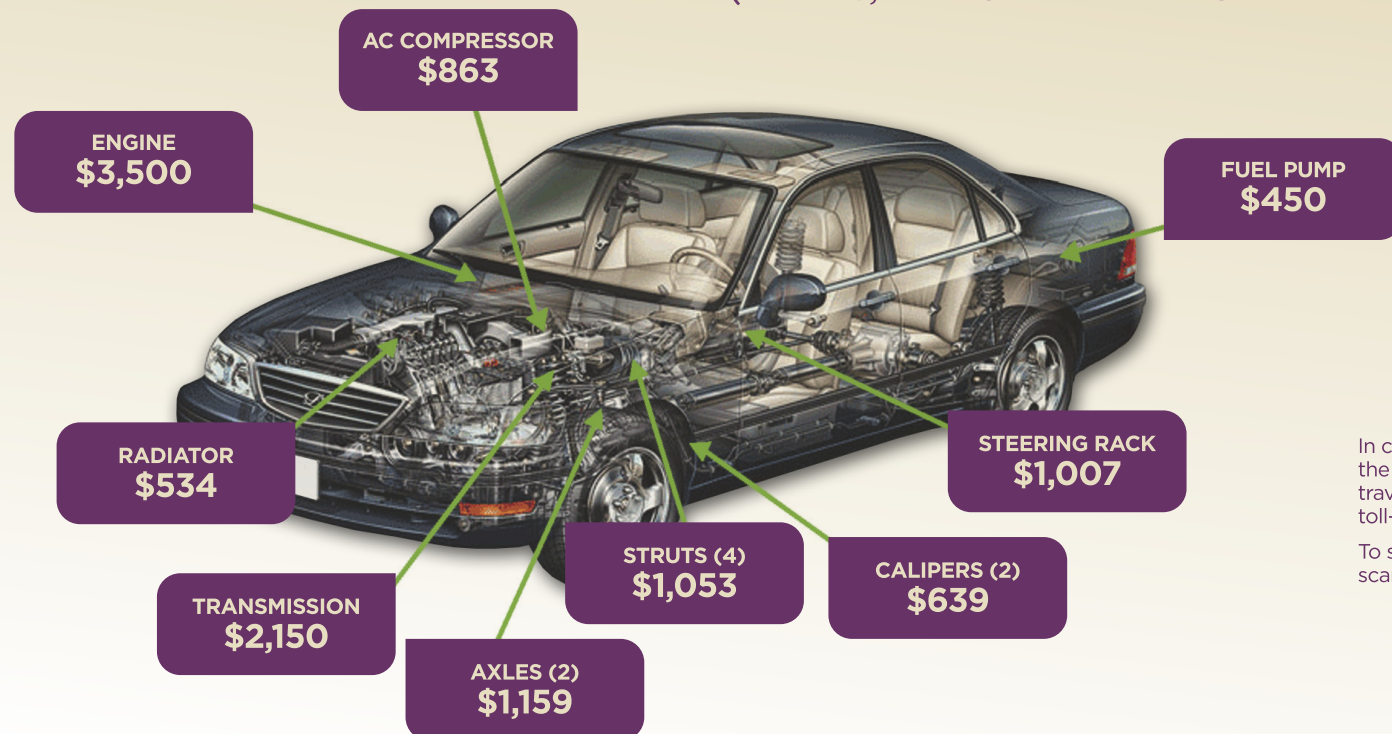 AC COMPRESSOR
$863
ENGINE
$3,500
FUEL PUMP
$450
RADIATOR
$534
STEERING RACK
$1,007
STRUTS (4)
$1,053
CALIPERS (2)
$639
TRANSMISSION
$2,150
AXLES (2)
$1,159
In c
the
trav
toll-
To s
sca